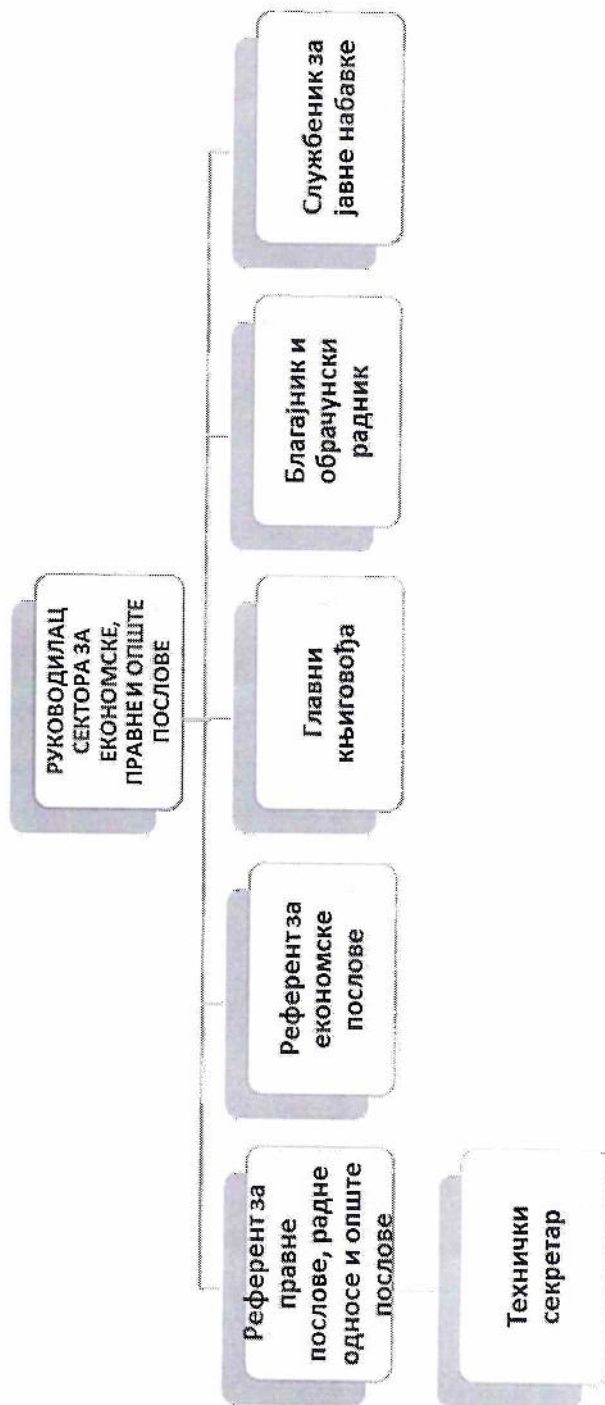 РУКОВОДИЛАЦ
СЕКТОРА ЗА
ЕКОНОМСКЕ,
ПРАВНЕ И ОПШТЕ
ПОСЛОВЕ
Референт за
правне
послове, радне
односе и опште
послове
Референт за
економске
послове
Главни
књиговођа
Благајник и
обрачунски
радник
Службеник за
јавне набавке
Технички
секретар